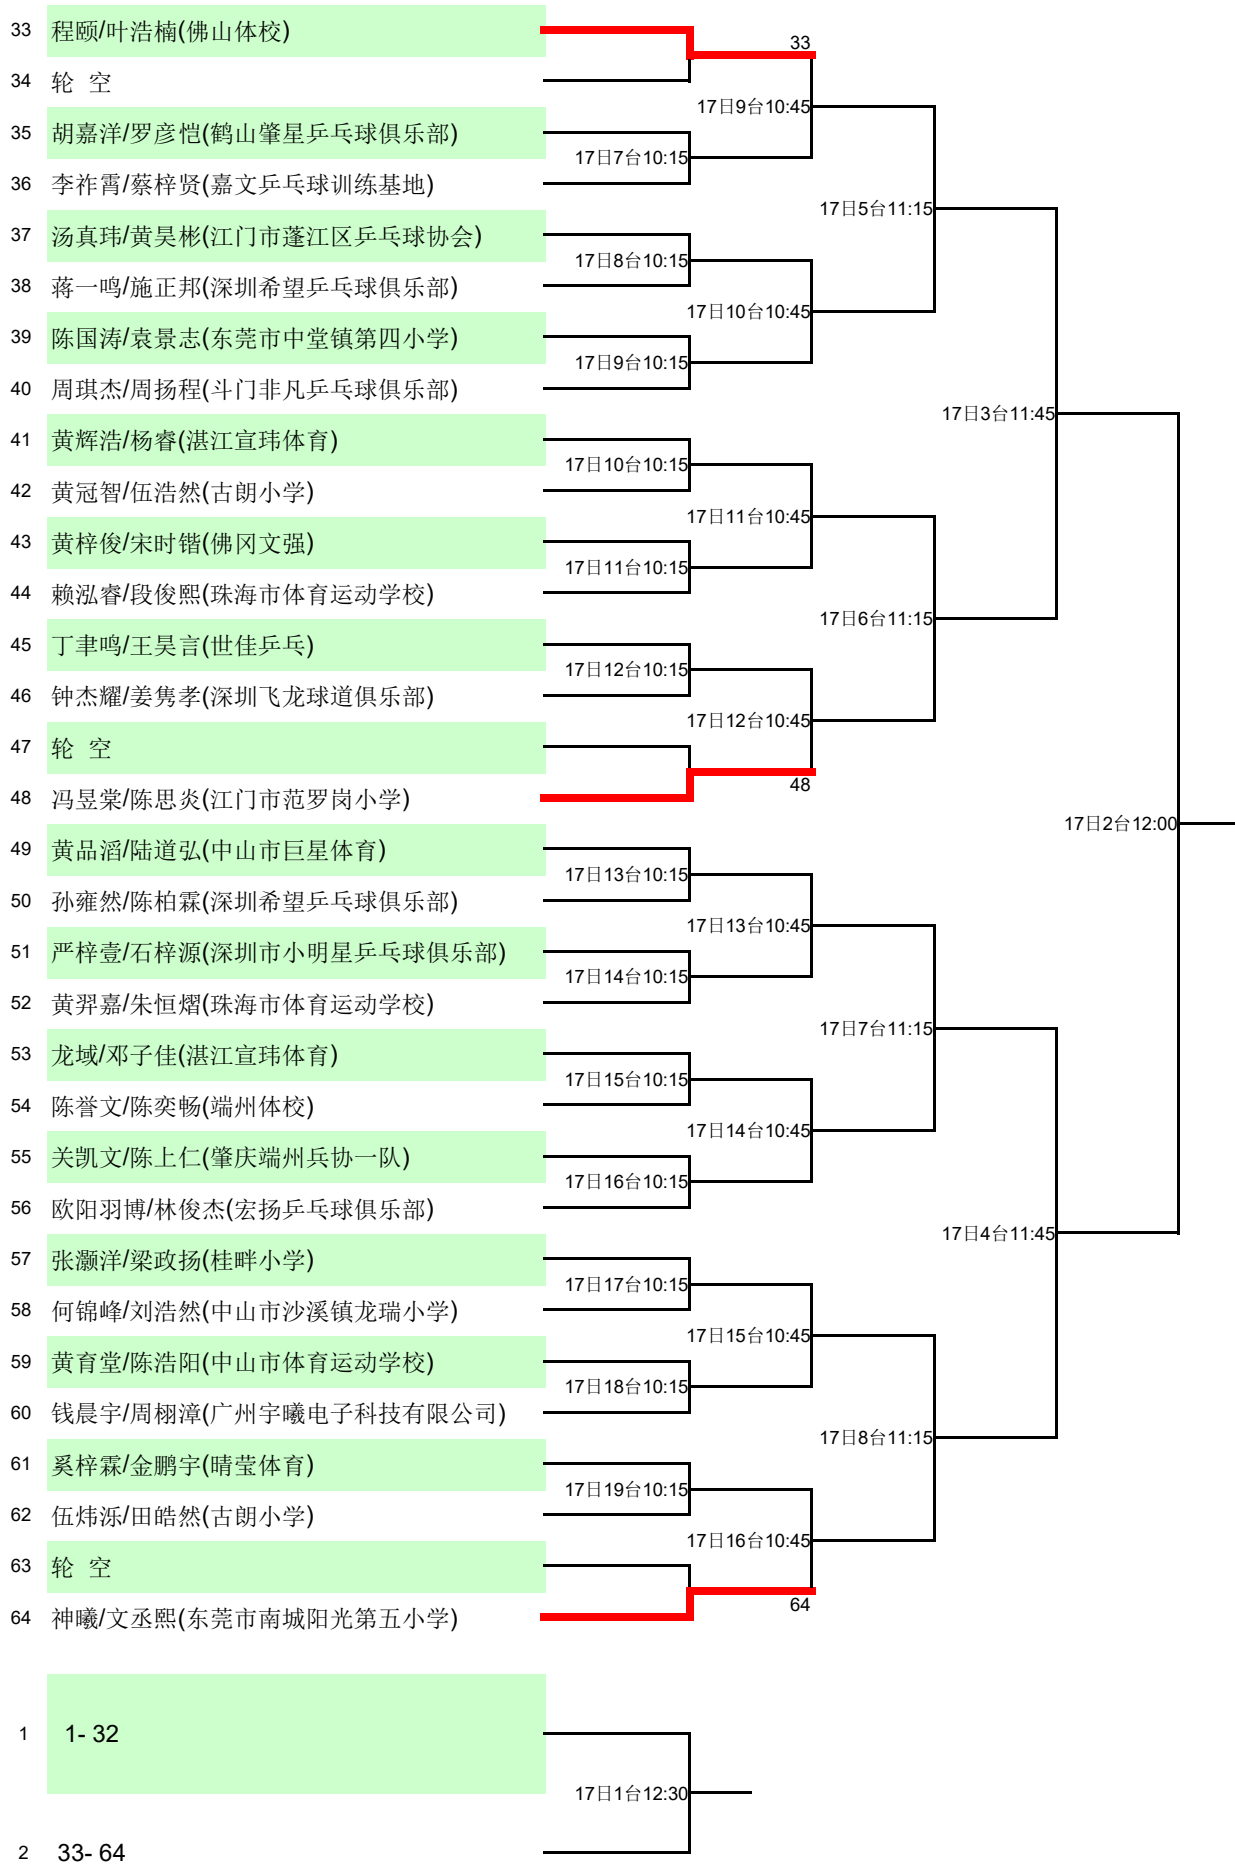 33 程颐/叶浩楠(佛山体校)
33
34 轮 空
17日9台10:45
35 胡嘉洋/罗彦恺(鹤山肇星乒乓球俱乐部)
17日7台10:15
36 李祚霄/蔡梓贤(嘉文乒乓球训练基地)
17日5台11:15
37 汤真玮/黄昊彬(江门市蓬江区乒乓球协会)
17日8台10:15
38 蒋一鸣/施正邦(深圳希望乒乓球俱乐部)
17日10台10:45
39 陈国涛/袁景志(东莞市中堂镇第四小学)
17日9台10:15
40 周琪杰/周扬程(斗门非凡乒乓球俱乐部)
17日3台11:45
41 黄辉浩/杨睿(湛江宣玮体育)
17日10台10:15
42 黄冠智/伍浩然(古朗小学)
17日11台10:45
43 黄梓俊/宋时锴(佛冈文强)
17日11台10:15
44 赖泓睿/段俊熙(珠海市体育运动学校)
17日6台11:15
45 丁聿鸣/王昊言(世佳乒乓)
17日12台10:15
46 钟杰耀/姜隽孝(深圳飞龙球道俱乐部)
17日12台10:45
47 轮 空
48
48 冯昱棠/陈思炎(江门市范罗岗小学)
17日2台12:00
49 黄品滔/陆道弘(中山市巨星体育)
17日13台10:15
50 孙雍然/陈柏霖(深圳希望乒乓球俱乐部)
17日13台10:45
51 严梓壹/石梓源(深圳市小明星乒乓球俱乐部)
17日14台10:15
52 黄羿嘉/朱恒熠(珠海市体育运动学校)
17日7台11:15
53 龙域/邓子佳(湛江宣玮体育)
17日15台10:15
54 陈誉文/陈奕畅(端州体校)
17日14台10:45
55 关凯文/陈上仁(肇庆端州兵协一队)
17日16台10:15
56 欧阳羽博/林俊杰(宏扬乒乓球俱乐部)
17日4台11:45
57 张灏洋/梁政扬(桂畔小学)
17日17台10:15
58 何锦峰/刘浩然(中山市沙溪镇龙瑞小学)
17日15台10:45
59 黄育堂/陈浩阳(中山市体育运动学校)
17日18台10:15
60 钱晨宇/周栩漳(广州宇曦电子科技有限公司)
17日8台11:15
61 奚梓霖/金鹏宇(晴莹体育)
17日19台10:15
62 伍炜泺/田皓然(古朗小学)
17日16台10:45
63 轮 空
64
64 神曦/文丞熙(东莞市南城阳光第五小学)
1 1- 32
17日1台12:30
2 33- 64